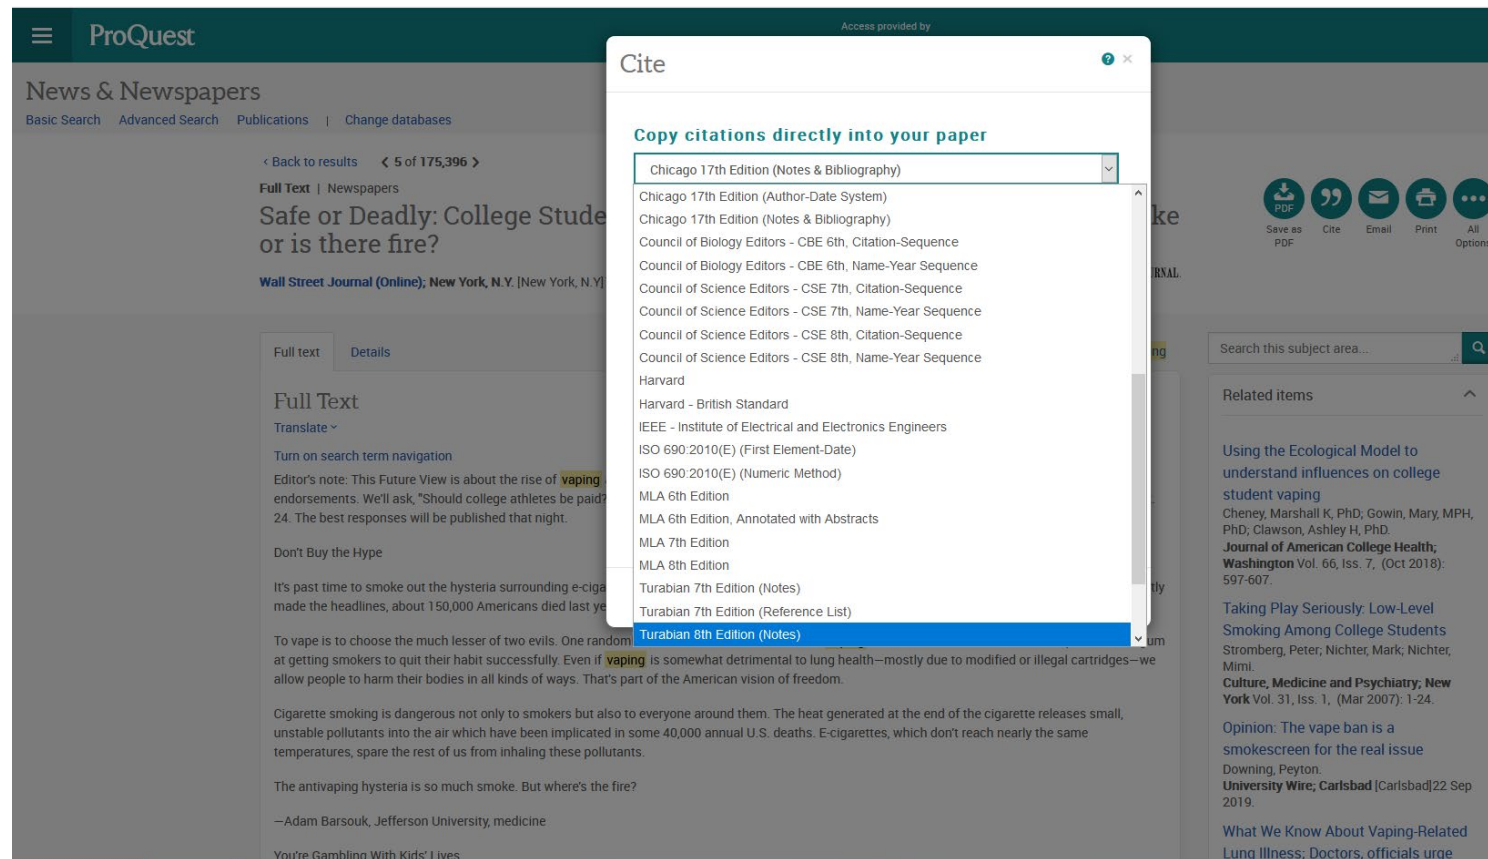 ProQuest
Access provided by
News & Newspapers
Basic Search Advanced Search Publications | Change databases
‹ Back to results ❮ 5 of 175,396 ❯
Full Text | Newspapers
Safe or Deadly: College Stude
or is there fire?
Wall Street Journal (Online); New York, N.Y. [New York, N.Y]
Cite
Copy citations directly into your paper
Chicago 17th Edition (Notes & Bibliography)
Chicago 17th Edition (Author-Date System)
Chicago 17th Edition (Notes & Bibliography)
Council of Biology Editors - CBE 6th, Citation-Sequence
Council of Biology Editors - CBE 6th, Name-Year Sequence
Council of Science Editors - CSE 7th, Citation-Sequence
Council of Science Editors - CSE 7th, Name-Year Sequence
Council of Science Editors - CSE 8th, Citation-Sequence
Council of Science Editors - CSE 8th, Name-Year Sequence
Harvard
Harvard - British Standard
IEEE - Institute of Electrical and Electronics Engineers
ISO 690:2010(E) (First Element-Date)
ISO 690:2010(E) (Numeric Method)
MLA 6th Edition
MLA 6th Edition, Annotated with Abstracts
MLA 7th Edition
MLA 8th Edition
Turabian 7th Edition (Notes)
Turabian 7th Edition (Reference List)
Turabian 8th Edition (Notes)
ke
RNAL.
PDF
Save as PDF
Cite
Email
Print
All Options
Full text Details
ng
Full Text
Translate
Turn on search term navigation
Editor's note: This Future View is about the rise of vaping
endorsements. We'll ask, "Should college athletes be paid?
24. The best responses will be published that night.
Don't Buy the Hype
It's past time to smoke out the hysteria surrounding e-ciga tly
made the headlines, about 150,000 Americans died last ye
To vape is to choose the much lesser of two evils. One random um
at getting smokers to quit their habit successfully. Even if vaping is somewhat detrimental to lung health—mostly due to modified or illegal cartridges—we
allow people to harm their bodies in all kinds of ways. That's part of the American vision of freedom.
Cigarette smoking is dangerous not only to smokers but also to everyone around them. The heat generated at the end of the cigarette releases small,
unstable pollutants into the air which have been implicated in some 40,000 annual U.S. deaths. E-cigarettes, which don't reach nearly the same
temperatures, spare the rest of us from inhaling these pollutants.
The antivaping hysteria is so much smoke. But where's the fire?
—Adam Barsouk, Jefferson University, medicine
You're Gambling With Kids' Lives
Search this subject area...
Related items
Using the Ecological Model to
understand influences on college
student vaping
Cheney, Marshall K, PhD; Gowin, Mary, MPH,
PhD; Clawson, Ashley H, PhD.
Journal of American College Health;
Washington Vol. 66, Iss. 7, (Oct 2018):
597-607.
Taking Play Seriously: Low-Level
Smoking Among College Students
Stromberg, Peter; Nichter, Mark; Nichter,
Mimi.
Culture, Medicine and Psychiatry; New
York Vol. 31, Iss. 1, (Mar 2007): 1-24.
Opinion: The vape ban is a
smokescreen for the real issue
Downing, Peyton.
University Wire; Carlsbad [Carlsbad]22 Sep
2019.
What We Know About Vaping-Related
Lung Illness; Doctors, officials urge